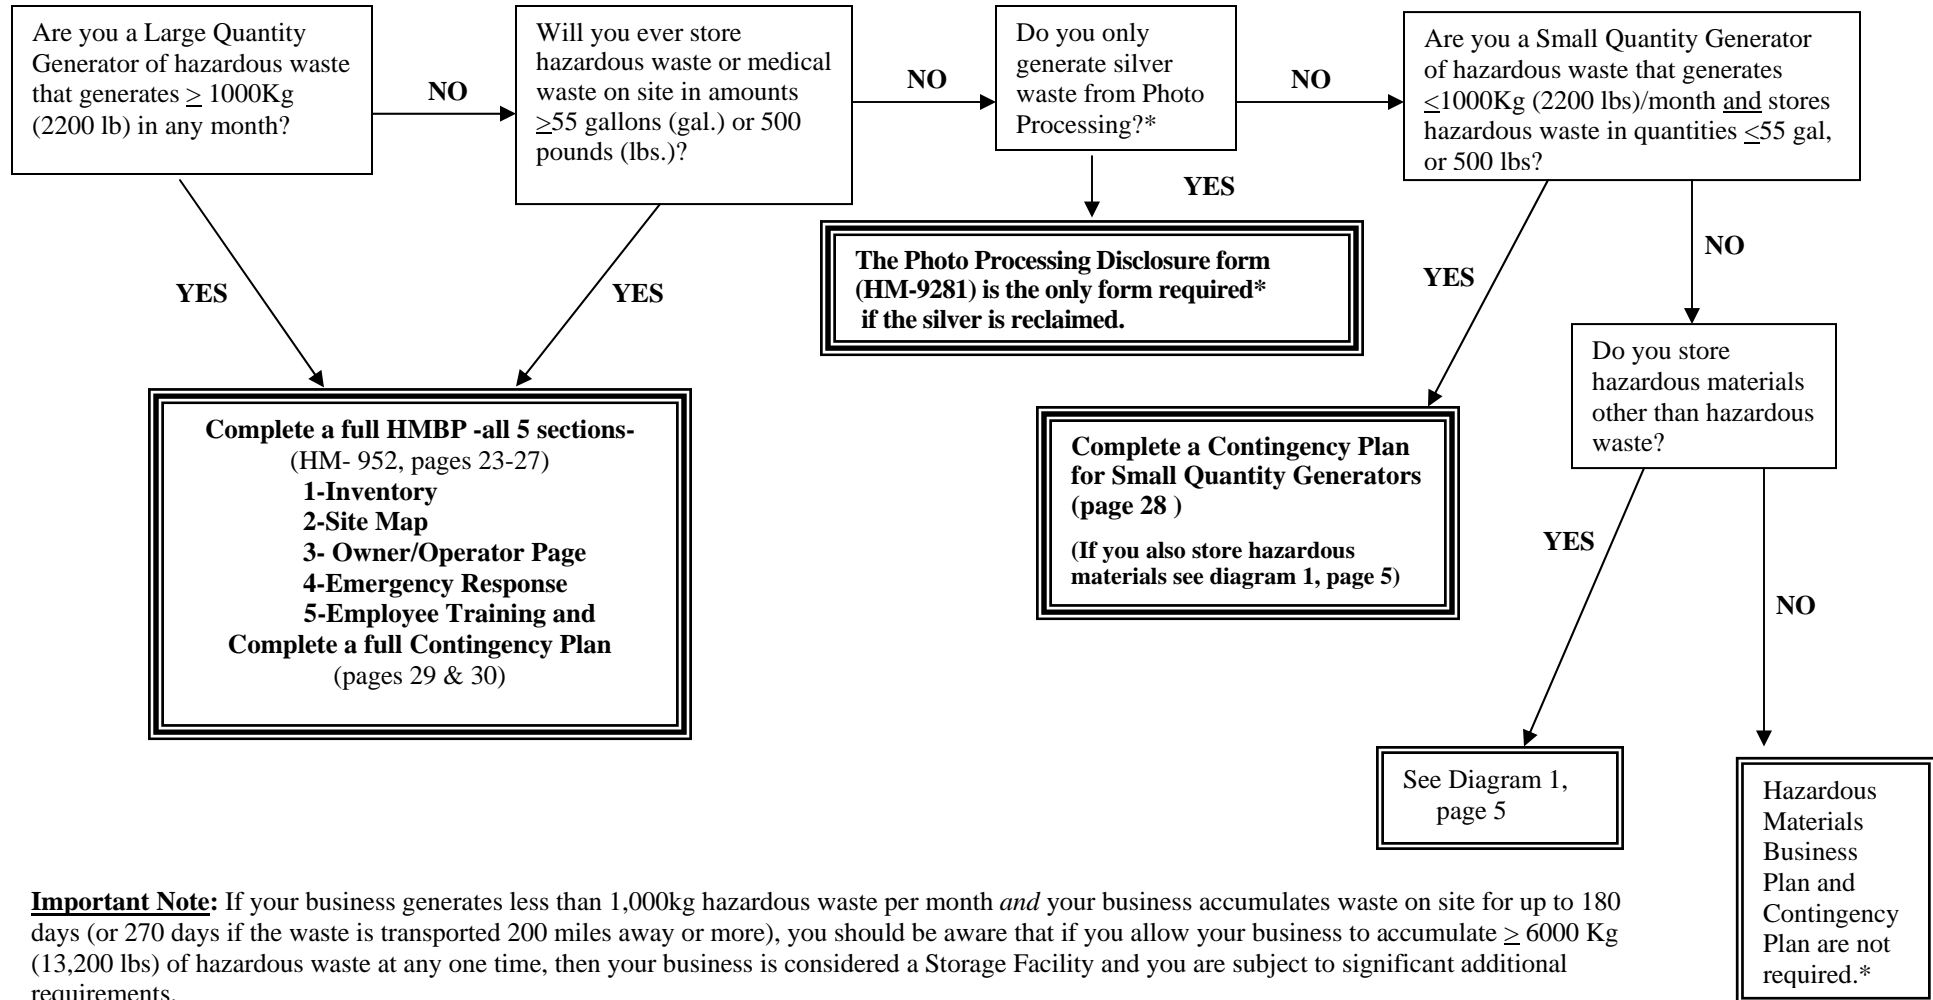 Are you a Large Quantity
Generator of hazardous waste
that generates ≥ 1000Kg
(2200 lb) in any month?
NO
Will you ever store
hazardous waste or medical
waste on site in amounts
≥55 gallons (gal.) or 500
pounds (lbs.)?
NO
Do you only
generate silver
waste from Photo
Processing?*
NO
Are you a Small Quantity Generator
of hazardous waste that generates
≤1000Kg (2200 lbs)/month and stores
hazardous waste in quantities ≤55 gal,
or 500 lbs?
YES
YES
YES
The Photo Processing Disclosure form
(HM-9281) is the only form required*
if the silver is reclaimed.
YES
NO
Do you store
hazardous materials
other than hazardous
waste?
Complete a full HMBP -all 5 sections-
(HM- 952, pages 23-27)
1-Inventory
2-Site Map
3- Owner/Operator Page
4-Emergency Response
5-Employee Training and
Complete a full Contingency Plan
(pages 29 & 30)
Complete a Contingency Plan
for Small Quantity Generators
(page 28 )
(If you also store hazardous
materials see diagram 1, page 5)
YES
NO
See Diagram 1,
page 5
Hazardous
Materials
Business
Plan and
Contingency
Plan are not
required.*
Important Note: If your business generates less than 1,000kg hazardous waste per month and your business accumulates waste on site for up to 180
days (or 270 days if the waste is transported 200 miles away or more), you should be aware that if you allow your business to accumulate ≥ 6000 Kg
(13,200 lbs) of hazardous waste at any one time, then your business is considered a Storage Facility and you are subject to significant additional
requirements.